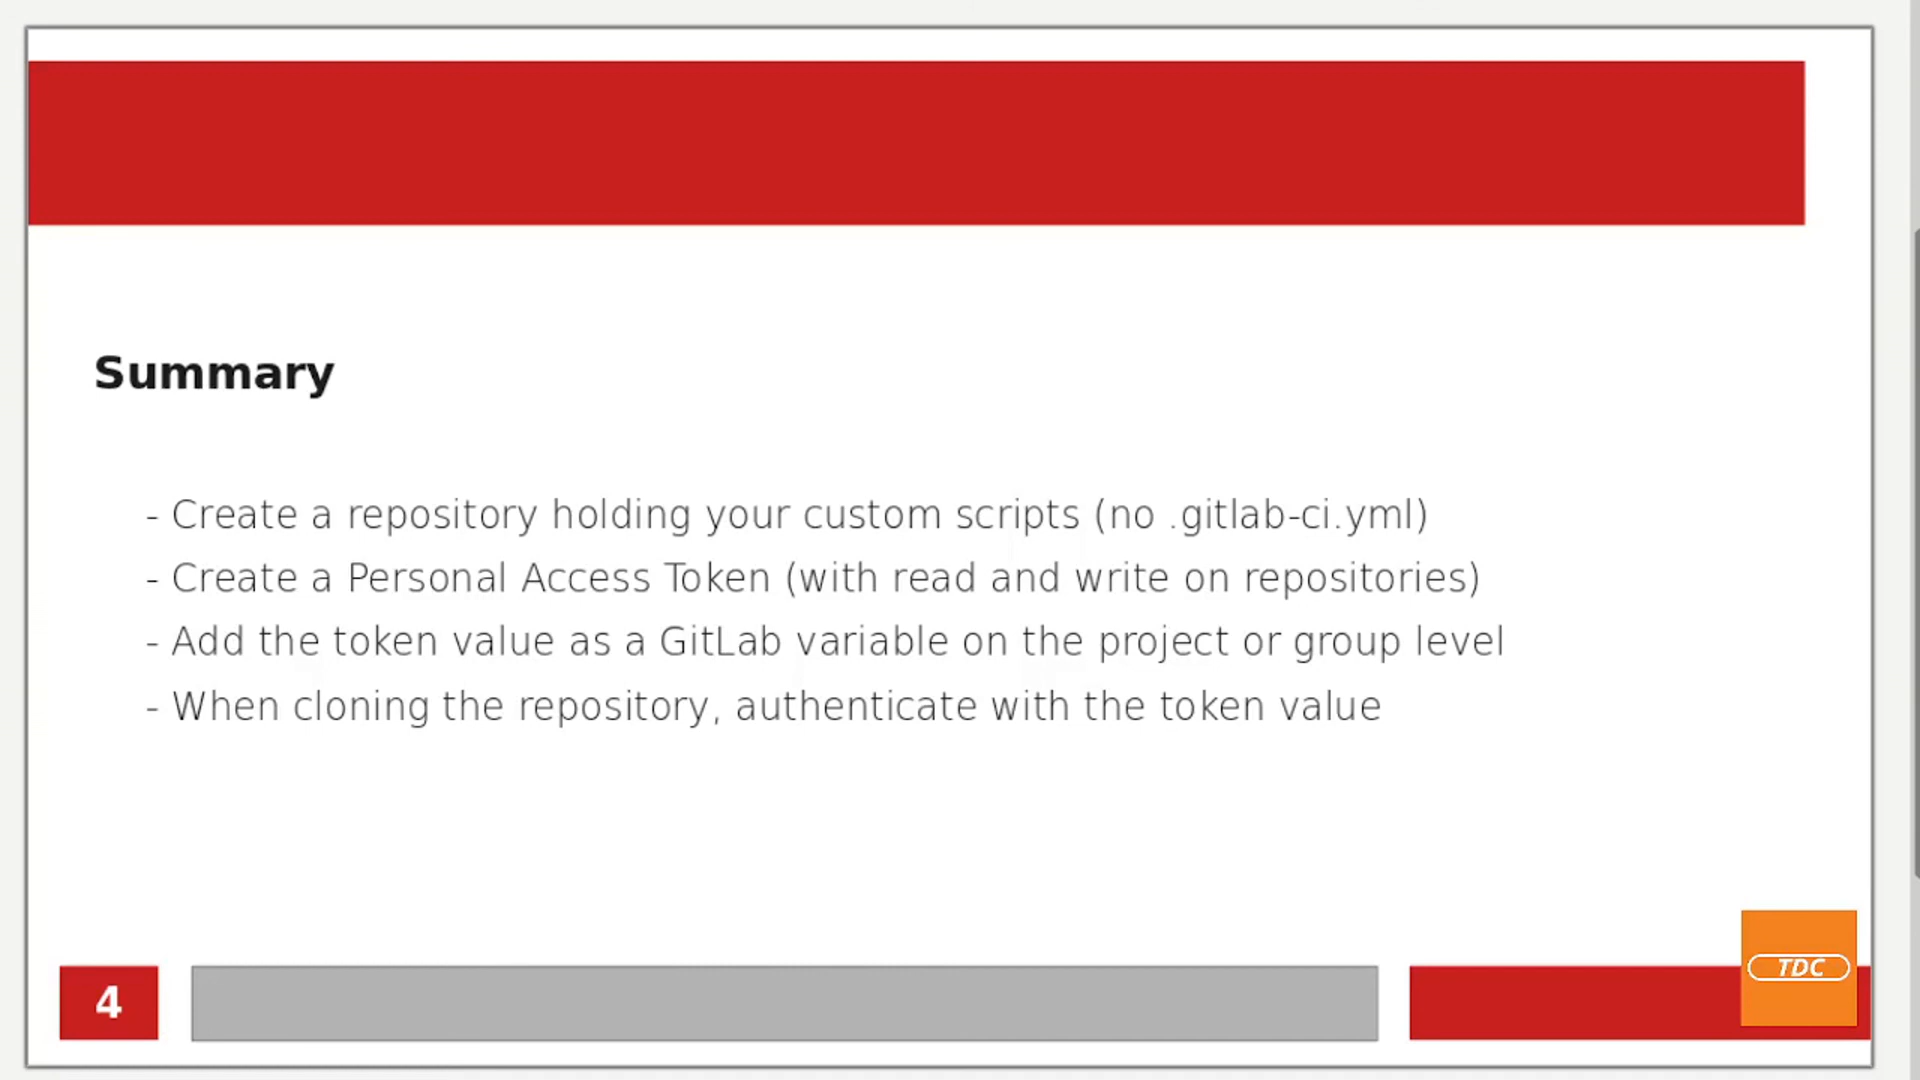 Summary
- Create a repository holding your custom scripts (no .gitlab-ci.yml)
- Create a Personal Access Token (with read and write on repositories)
- Add the token value as a GitLab variable on the project or group level
- When cloning the repository, authenticate with the token value
4
TDC